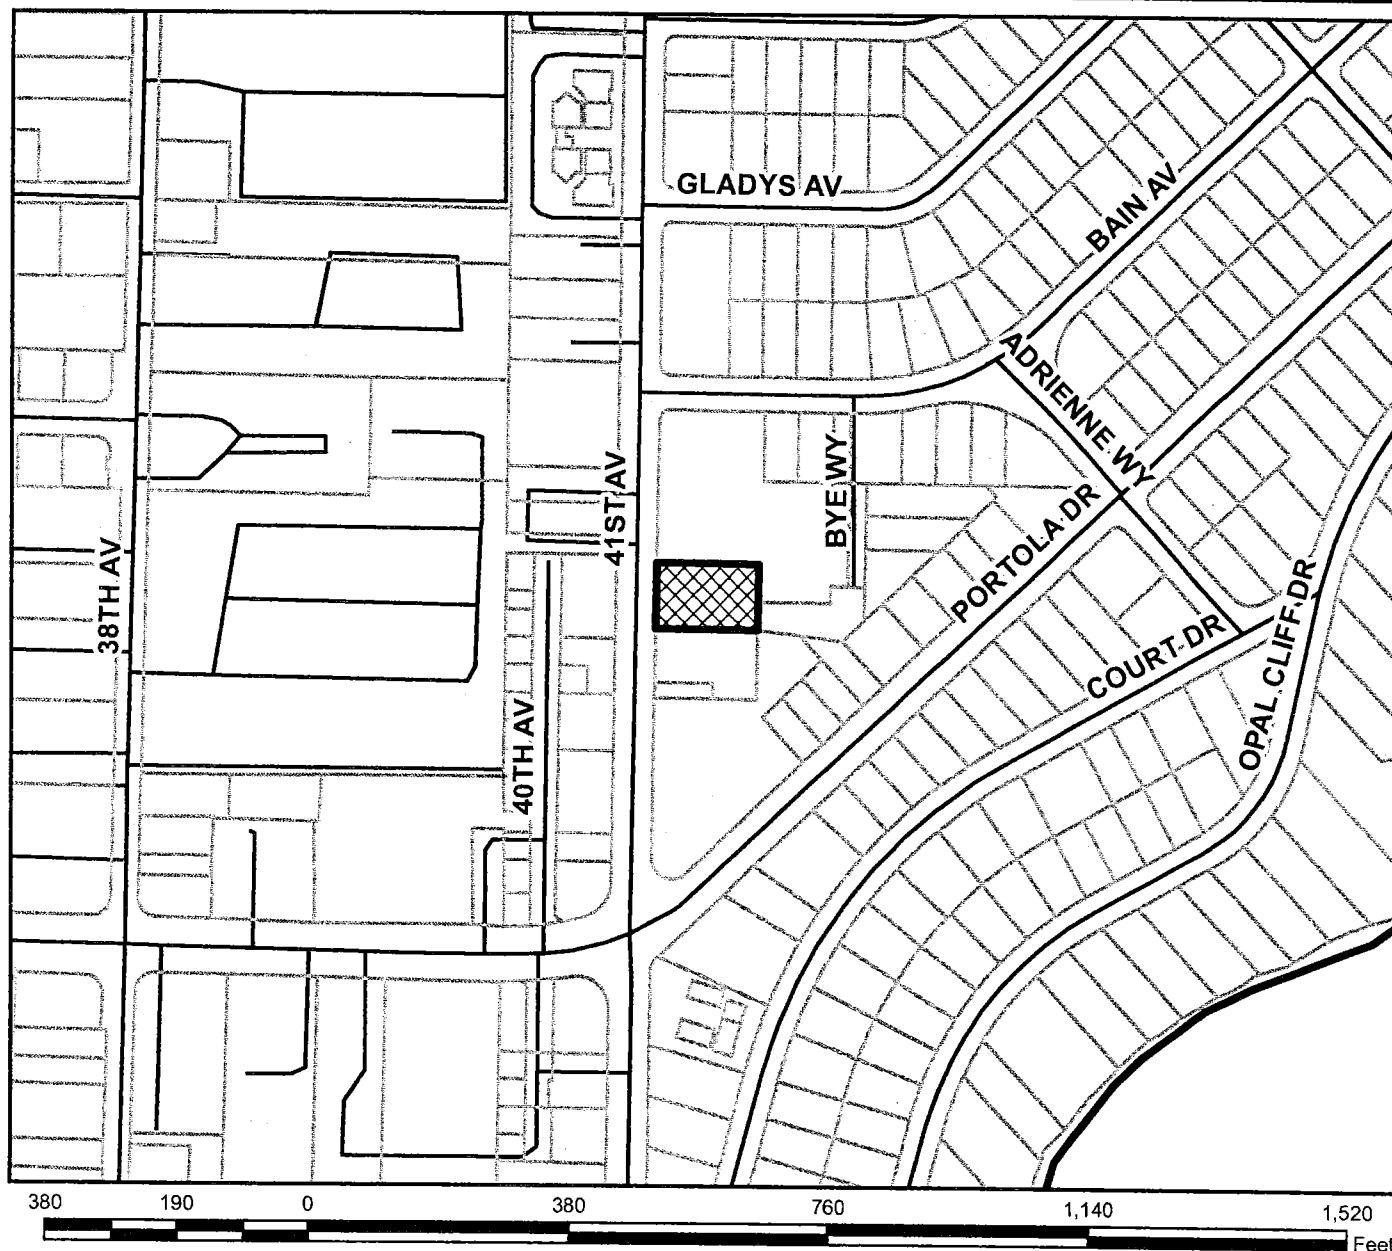 GLADYS AV
BAIN AV
ADRIENNE WY
41ST AV
BYE WY
PORTOLA DR
38TH AV
COURT DR
OPAL CLIFF DR
40TH AV
380 190 0 380 760 1,140 1,520
Feet